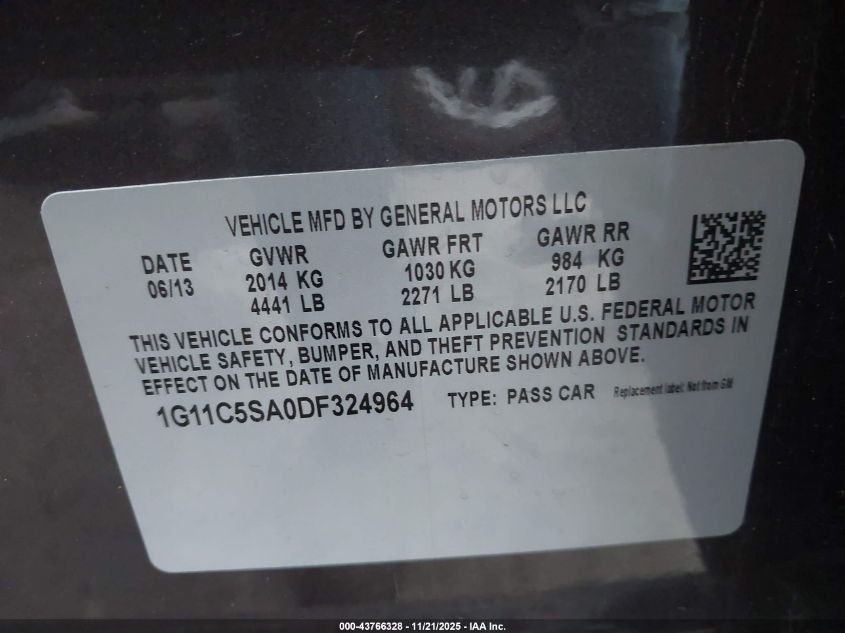 VEHICLE MFD BY GENERAL MOTORS LLC
DATE GVWR GAWR FRT GAWR RR
06/13 2014 KG 1030 KG 984 KG
4441 LB 2271 LB 2170 LB
THIS VEHICLE CONFORMS TO ALL APPLICABLE U.S. FEDERAL MOTOR
VEHICLE SAFETY, BUMPER, AND THEFT PREVENTION STANDARDS IN
EFFECT ON THE DATE OF MANUFACTURE SHOWN ABOVE.
1G11C5SA0DF324964 TYPE: PASS CAR Replacement label: Not from GM
000-43766328 - 11/21/2025 - IAA Inc.